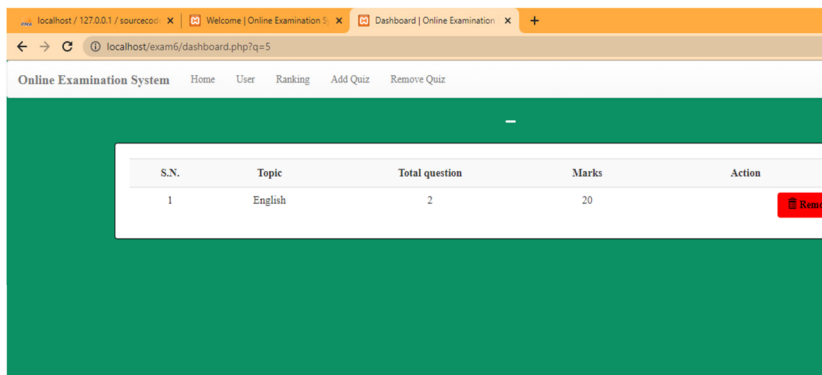 localhost / 127.0.0.1 / sourcecod
Welcome | Online Examination S
Dashboard | Online Examination
localhost/exam6/dashboard.php?q=5
Online Examination System Home User Ranking Add Quiz Remove Quiz
S.N. Topic Total question Marks Action
1 English 2 20 Remo